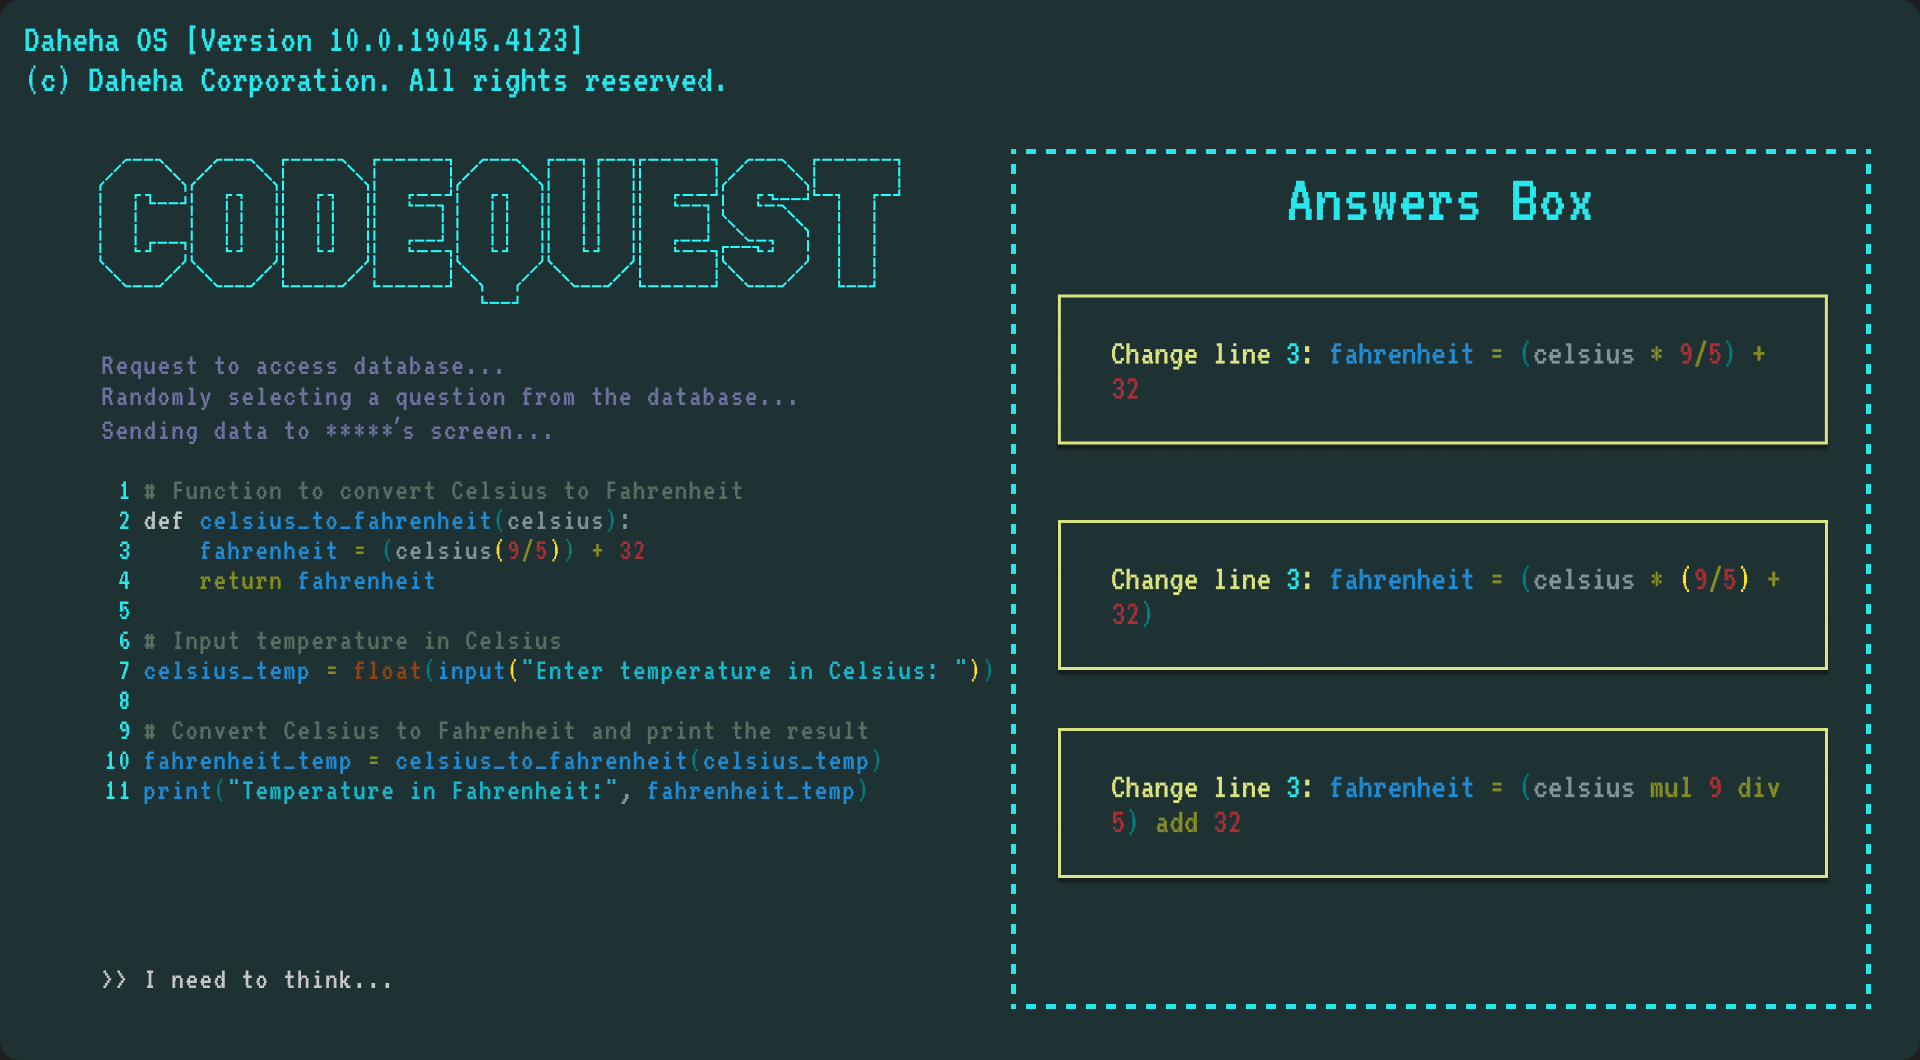 Daheha OS [Version 10.0.19045.4123]
(c) Daheha Corporation. All rights reserved.
CODEQUEST
Request to access database...
Randomly selecting a question from the database...
Sending data to *****'s screen...
1 # Function to convert Celsius to Fahrenheit
2 def celsius_to_fahrenheit(celsius):
3     fahrenheit = (celsius(9/5)) + 32
4     return fahrenheit
5
6 # Input temperature in Celsius
7 celsius_temp = float(input("Enter temperature in Celsius: "))
8
9 # Convert Celsius to Fahrenheit and print the result
10 fahrenheit_temp = celsius_to_fahrenheit(celsius_temp)
11 print("Temperature in Fahrenheit:", fahrenheit_temp)
>> I need to think...
Answers Box
Change line 3: fahrenheit = (celsius * 9/5) +
32
Change line 3: fahrenheit = (celsius * (9/5) +
32)
Change line 3: fahrenheit = (celsius mul 9 div
5) add 32